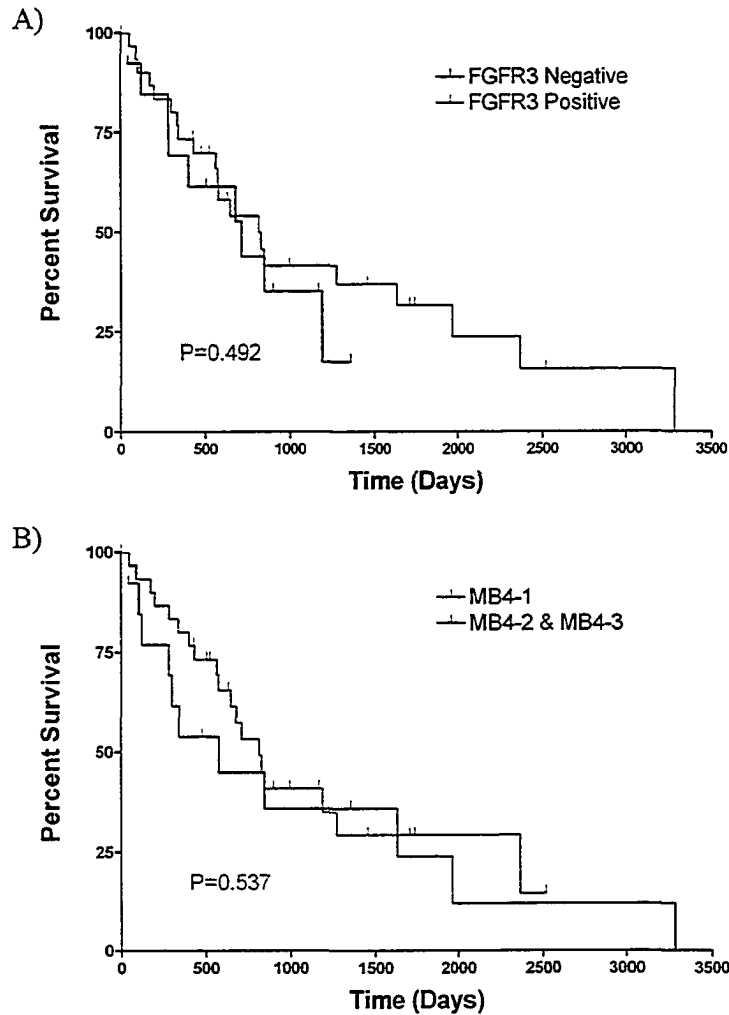 A)
FGFR3 Negative
FGFR3 Positive
Percent Survival
100
75
50
25
0
P=0.492
0 500 1000 1500 2000 2500 3000 3500
Time (Days)
B)
MB4-1
MB4-2 & MB4-3
Percent Survival
100
75
50
25
0
P=0.537
0 500 1000 1500 2000 2500 3000 3500
Time (Days)